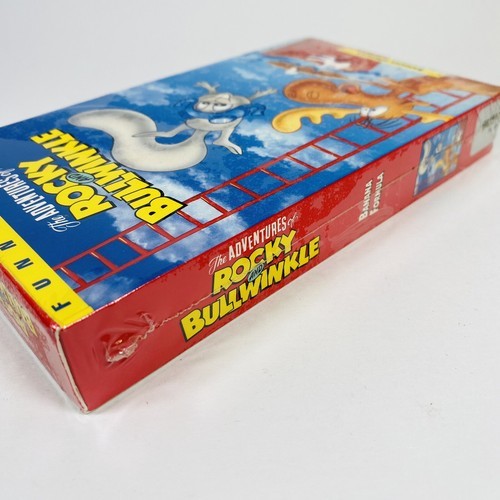 The ADVENTURES of
ROCKY
AND
BULLWINKLE
FUNN
The ADVENTURES of
ROCKY
AND
BULLWINKLE
BANANA
FORMULA